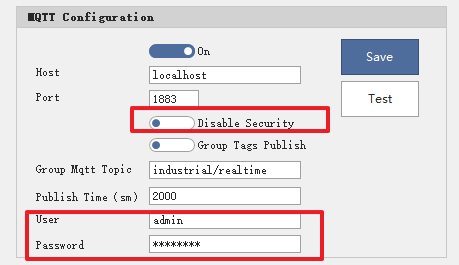 MQTT Configuration
On
Save
Host
localhost
Port
1883
Test
Disable Security
Group Tags Publish
Group Mqtt Topic
industrial/realtime
Publish Time (sm)
2000
User
admin
Password
********